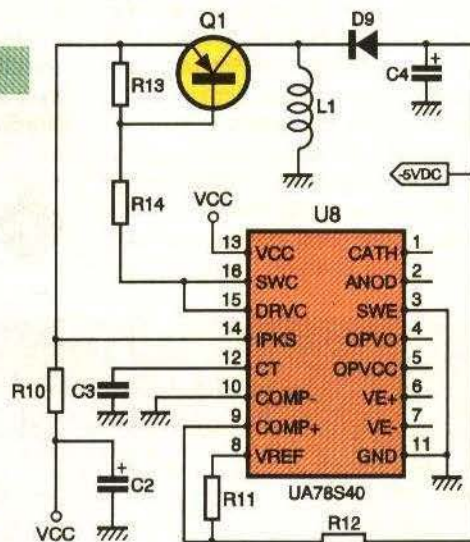 Q1
D9
R13
C4
+
L1
-5VDC
R14
VCC
U8
13 VCC CATH 1
16 SWC ANOD 2
15 DRVC SWE 3
14 IPKS OPVO 4
12 CT OPVCC 5
10 COMP- VE+ 6
9 COMP+ VE- 7
8 VREF GND 11
UA78S40
R10
C3
C2
+
R11
R12
VCC